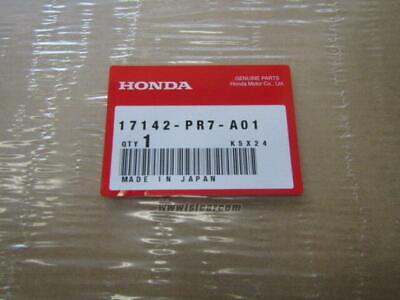 HONDA
GENUINE PARTS
Honda Motor Co., Ltd.
17142-PR7-A01
QTY 1
K5X24
MADE IN JAPAN